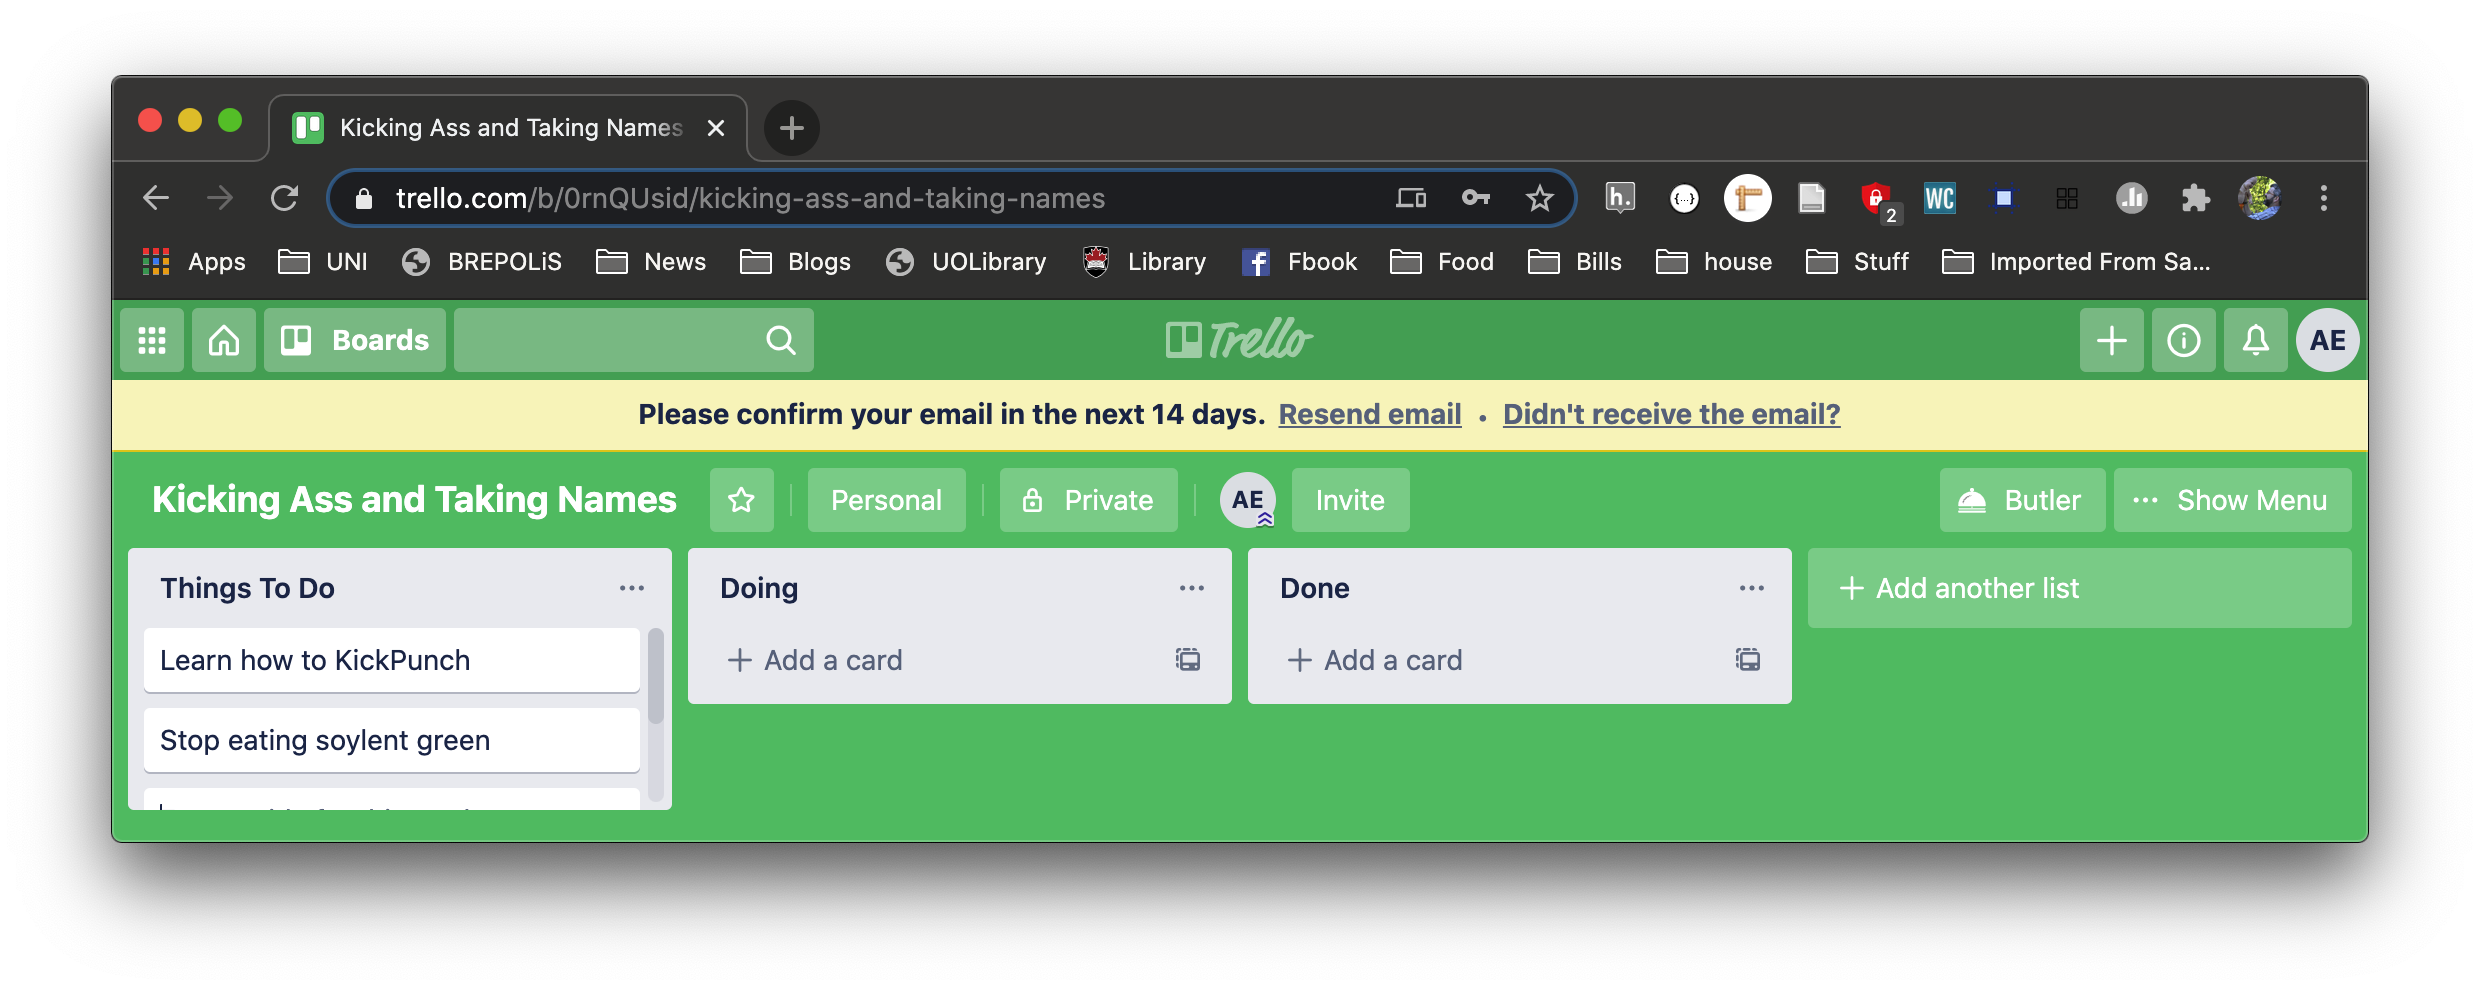 Kicking Ass and Taking Names
trello.com/b/0rnQUsid/kicking-ass-and-taking-names
h.
{...}
2
WC
Apps
UNI
BREPOLiS
News
Blogs
UOLibrary
Library
Fbook
Food
Bills
house
Stuff
Imported From Sa...
Boards
Trello
AE
Please confirm your email in the next 14 days. Resend email • Didn't receive the email?
Kicking Ass and Taking Names
Personal
Private
AE
Invite
Butler
... Show Menu
Things To Do
Learn how to KickPunch
Stop eating soylent green
Doing
+ Add a card
Done
+ Add a card
+ Add another list